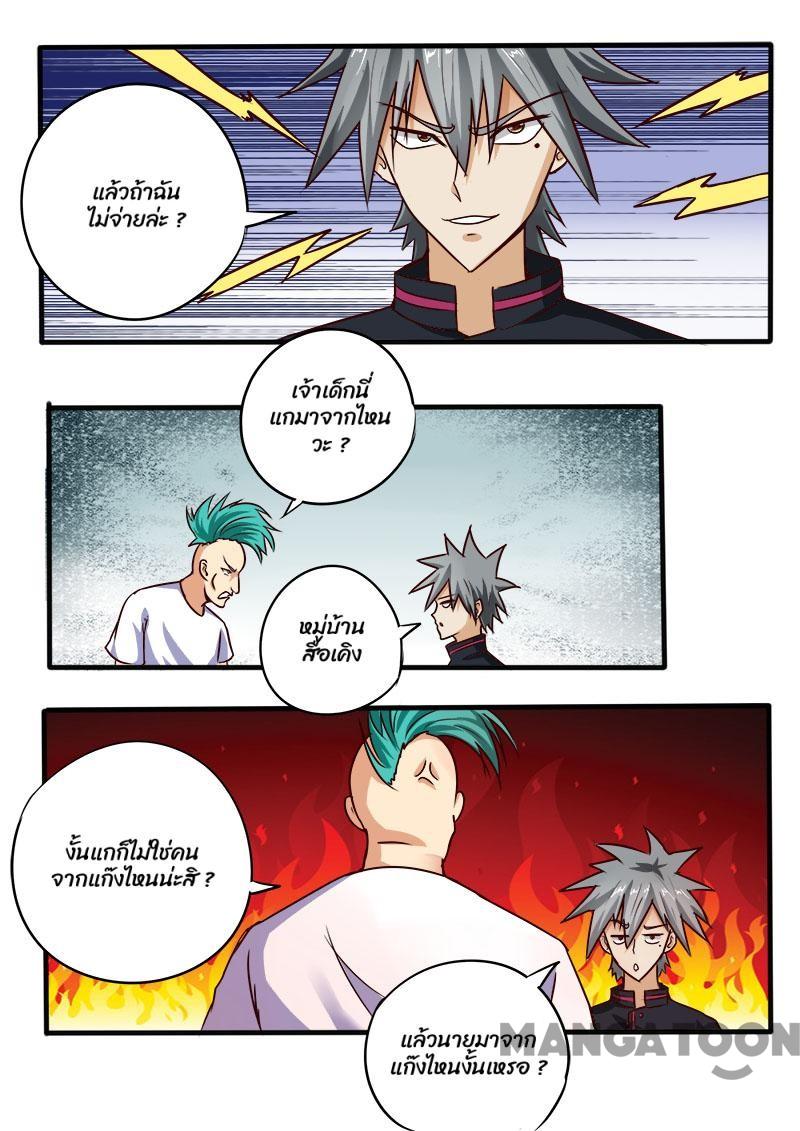 แล้วถ้าฉัน
ไม่จ่ายล่ะ ?
เจ้าเด็กนี่
แกมาจากไหน
วะ ?
หมู่บ้าน
สือเคิง
งั้นแกก็ไม่ใช่คน
จากแก๊งไหนน่ะสิ ?
แล้วนายมาจาก
แก๊งไหนงั้นเหรอ ?
MANGATOON